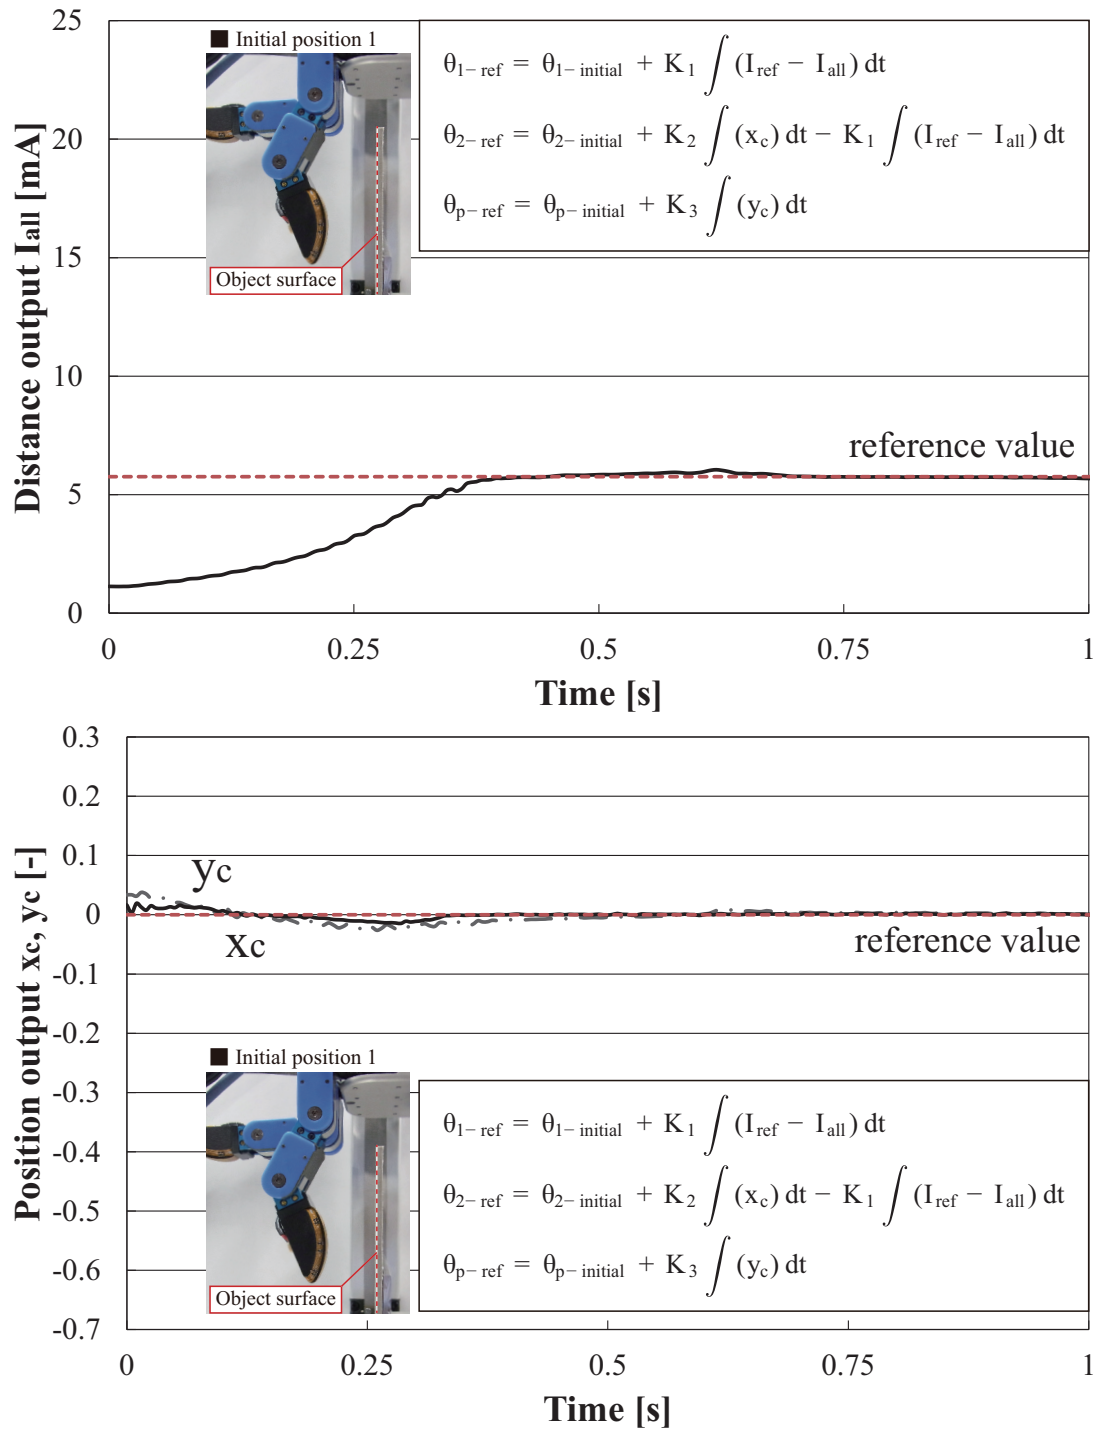 25
20
15
10
5
0
Distance output Iall [mA]
■ Initial position 1
Object surface
θ1−ref = θ1−initial + K1 ∫ (Iref − Iall) dt
θ2−ref = θ2−initial + K2 ∫ (xc) dt − K1 ∫ (Iref − Iall) dt
θp−ref = θp−initial + K3 ∫ (yc) dt
reference value
0 0.25 0.5 0.75 1
Time [s]
0.3
0.2
0.1
0
-0.1
-0.2
-0.3
-0.4
-0.5
-0.6
-0.7
Position output xc, yc [-]
yc
xc
reference value
■ Initial position 1
Object surface
θ1−ref = θ1−initial + K1 ∫ (Iref − Iall) dt
θ2−ref = θ2−initial + K2 ∫ (xc) dt − K1 ∫ (Iref − Iall) dt
θp−ref = θp−initial + K3 ∫ (yc) dt
0 0.25 0.5 0.75 1
Time [s]